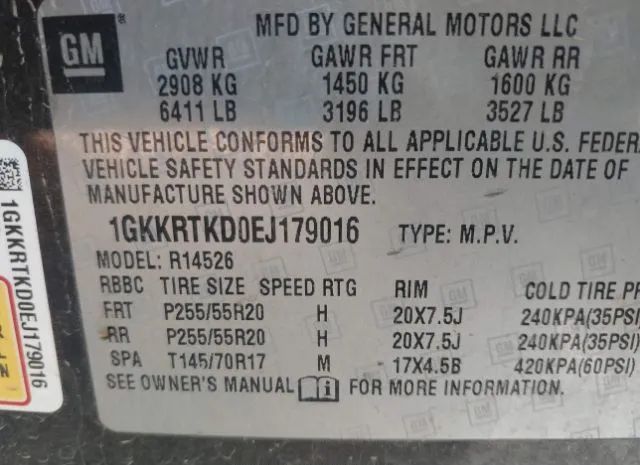 GM
MFD BY GENERAL MOTORS LLC
GVWR GAWR FRT GAWR RR
2908 KG 1450 KG 1600 KG
6411 LB 3196 LB 3527 LB
THIS VEHICLE CONFORMS TO ALL APPLICABLE U.S. FEDERA
VEHICLE SAFETY STANDARDS IN EFFECT ON THE DATE OF
MANUFACTURE SHOWN ABOVE.
1GKKRTKD0EJ179016 TYPE: M.P.V.
MODEL: R14526
RBBC TIRE SIZE SPEED RTG RIM COLD TIRE PR
FRT P255/55R20 H 20X7.5J 240KPA(35PSI)
RR P255/55R20 H 20X7.5J 240KPA(35PSI)
SPA T145/70R17 M 17X4.5B 420KPA(60PSI)
SEE OWNER'S MANUAL FOR MORE INFORMATION.
1GKKRTKD0EJ179016